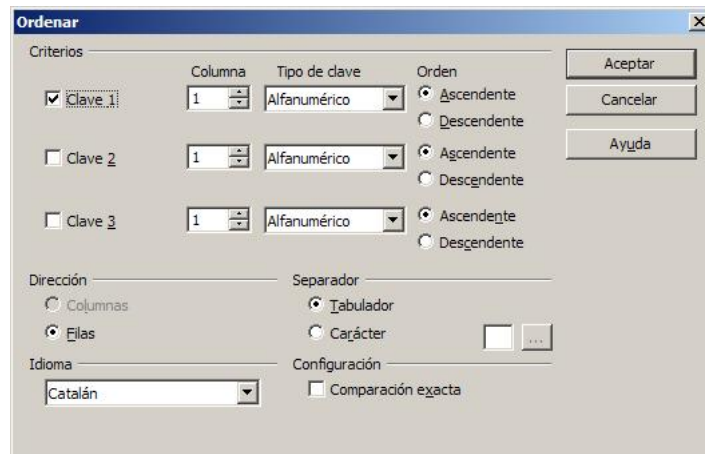 Ordenar
Criterios
Columna Tipo de clave Orden
Clave 1 1 Alfanumérico Ascendente
Descendente
Clave 2 1 Alfanumérico Ascendente
Descendente
Clave 3 1 Alfanumérico Ascendente
Descendente
Aceptar
Cancelar
Ayuda
Dirección
Columnas
Filas
Separador
Tabulador
Carácter ...
Idioma
Catalán
Configuración
Comparación exacta